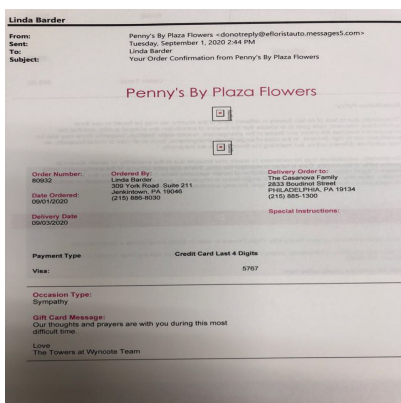 Linda Barder
From: Penny's By Plaza Flowers <donotreply@efloristauto.messages5.com>
Sent: Tuesday, September 1, 2020 2:44 PM
To: Linda Barder
Subject: Your Order Confirmation from Penny's By Plaza Flowers
Penny's By Plaza Flowers
Order Number:
80932
Date Ordered:
09/01/2020
Delivery Date
09/03/2020
Ordered By:
Linda Barder
309 York Road Suite 211
Jenkintown, PA 19046
(215) 886-8030
Delivery Order to:
The Casanova Family
2833 Boudinot Street
PHILADELPHIA, PA 19134
(215) 885-1300
Special Instructions:
Payment Type Credit Card Last 4 Digits
Visa: 5767
Occasion Type:
Sympathy
Gift Card Message:
Our thoughts and prayers are with you during this most
difficult time.
Love
The Towers at Wyncote Team